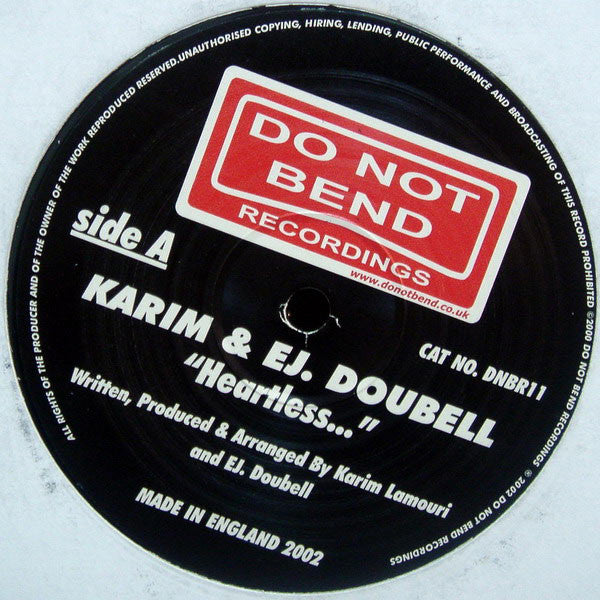 ALL RIGHTS OF THE PRODUCER AND OF THE OWNER OF THE WORK REPRODUCED RESERVED.UNAUTHORISED COPYING, HIRING, LENDING, PUBLIC PERFORMANCE AND BROADCASTING OF THIS RECORD PROHIBITED ©2000 DO NOT BEND RECORDINGS ℗ 2002 DO NOT BEND RECORDINGS
DO NOT
BEND
RECORDINGS
www.donotbend.co.uk
side A
CAT NO. DNBR11
KARIM & EJ. DOUBELL
"Heartless..."
Written, Produced & Arranged By Karim Lamouri
and EJ. Doubell
MADE IN ENGLAND 2002